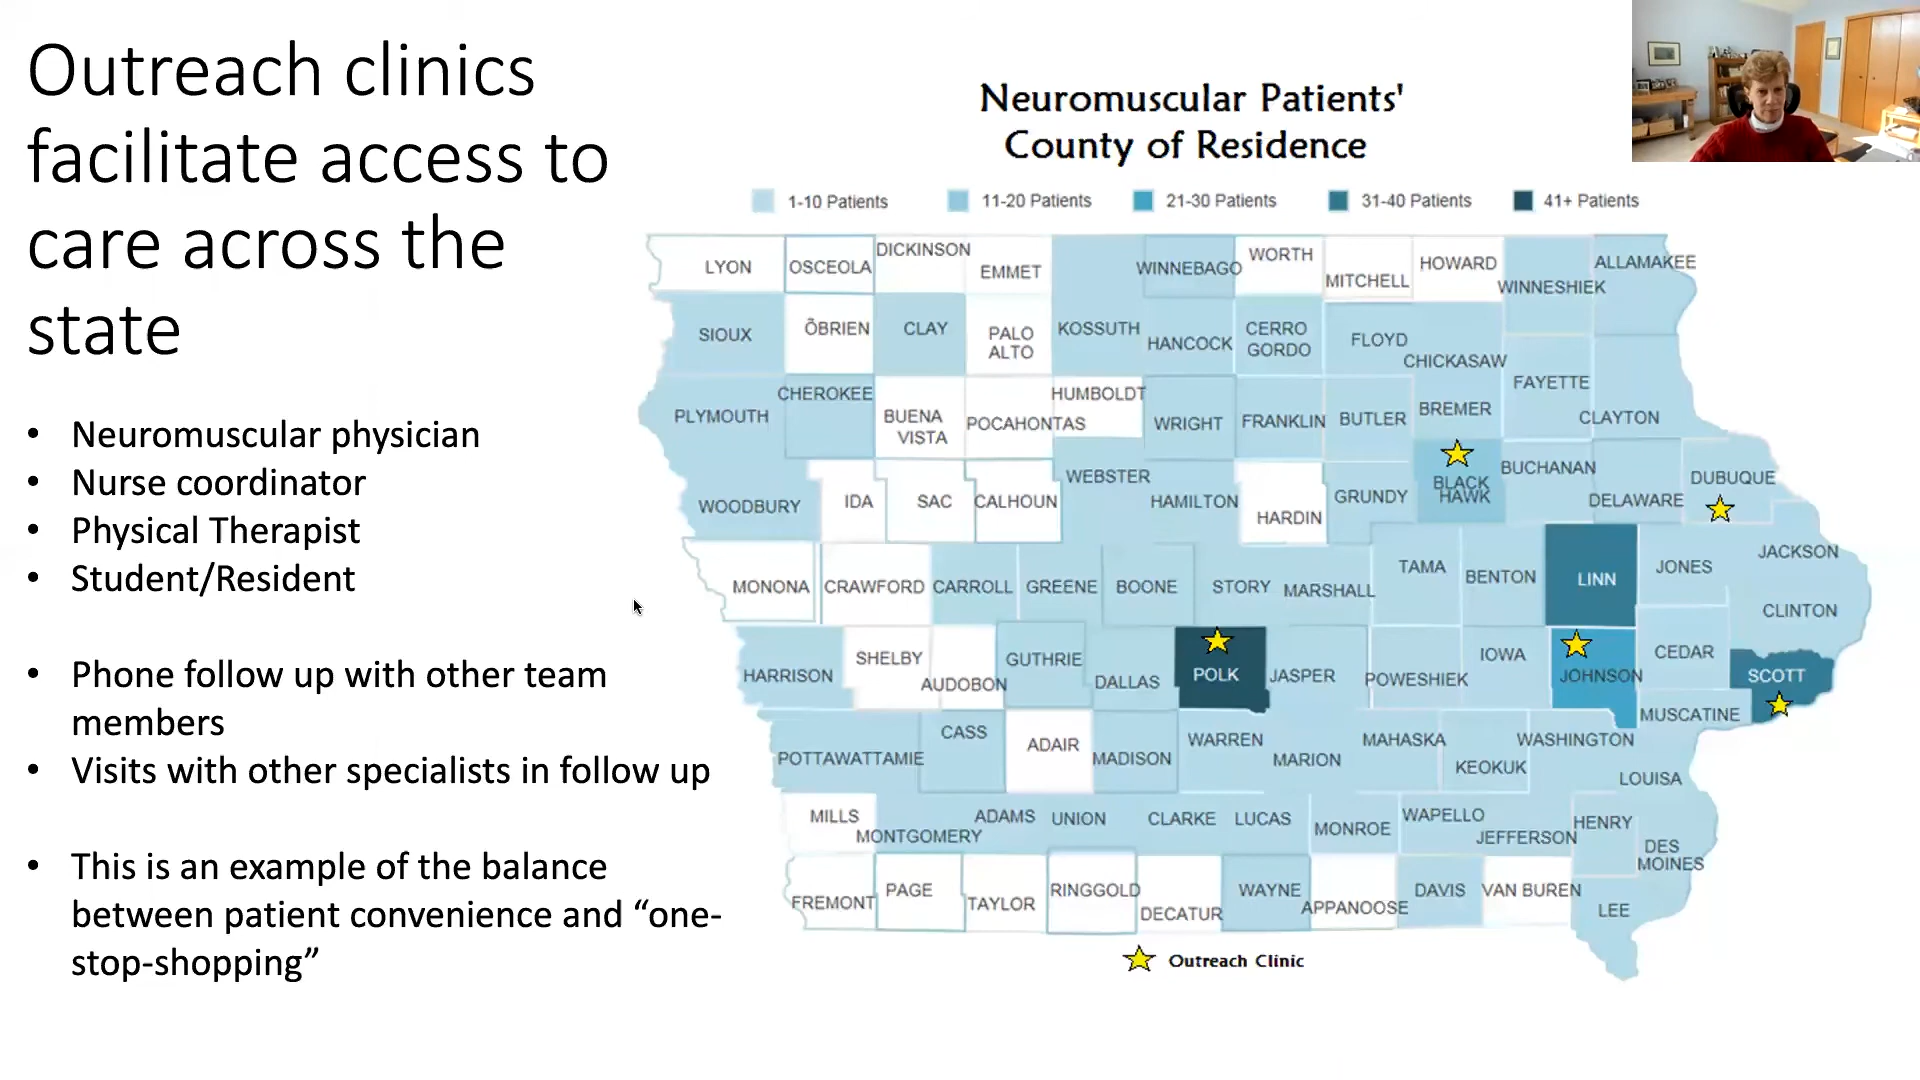 Outreach clinics
facilitate access to
care across the
state
• Neuromuscular physician
• Nurse coordinator
• Physical Therapist
• Student/Resident
• Phone follow up with other team
members
• Visits with other specialists in follow up
• This is an example of the balance
between patient convenience and “one-
stop-shopping”
Neuromuscular Patients'
County of Residence
1-10 Patients
11-20 Patients
21-30 Patients
31-40 Patients
41+ Patients
LYON
OSCEOLA
DICKINSON
EMMET
WINNEBAGO
WORTH
MITCHELL
HOWARD
WINNESHIEK
ALLAMAKEE
SIOUX
ÕBRIEN
CLAY
PALO
ALTO
KOSSUTH
HANCOCK
CERRO
GORDO
FLOYD
CHICKASAW
FAYETTE
CLAYTON
PLYMOUTH
CHEROKEE
BUENA
VISTA
POCAHONTAS
HUMBOLDT
WRIGHT
FRANKLIN
BUTLER
BREMER
WOODBURY
IDA
SAC
CALHOUN
WEBSTER
HAMILTON
HARDIN
GRUNDY
BLACK
HAWK
BUCHANAN
DELAWARE
DUBUQUE
MONONA
CRAWFORD
CARROLL
GREENE
BOONE
STORY
MARSHALL
TAMA
BENTON
LINN
JONES
JACKSON
CLINTON
HARRISON
SHELBY
AUDOBON
GUTHRIE
DALLAS
POLK
JASPER
POWESHIEK
IOWA
JOHNSON
CEDAR
SCOTT
MUSCATINE
POTTAWATTAMIE
CASS
ADAIR
MADISON
WARREN
MARION
MAHASKA
KEOKUK
WASHINGTON
LOUISA
MILLS
MONTGOMERY
ADAMS
UNION
CLARKE
LUCAS
MONROE
WAPELLO
JEFFERSON
HENRY
DES
MOINES
FREMONT
PAGE
TAYLOR
RINGGOLD
DECATUR
WAYNE
APPANOOSE
DAVIS
VAN BUREN
LEE
Outreach Clinic